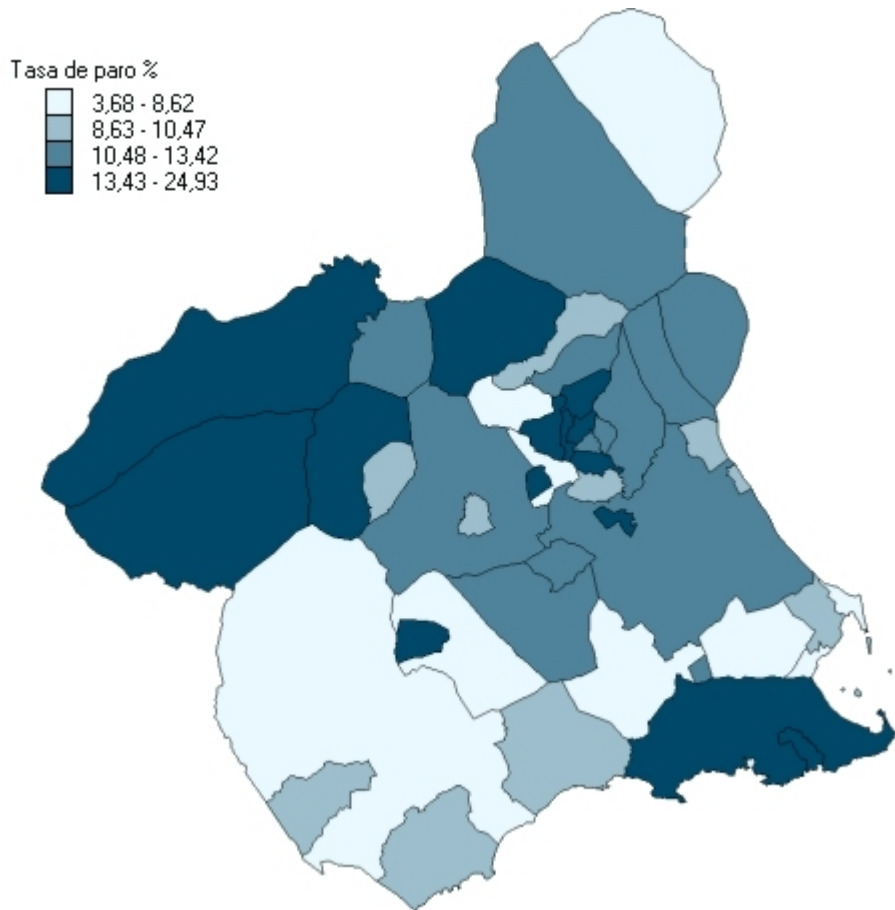 Tasa de paro %
3,68 - 8,62
8,63 - 10,47
10,48 - 13,42
13,43 - 24,93